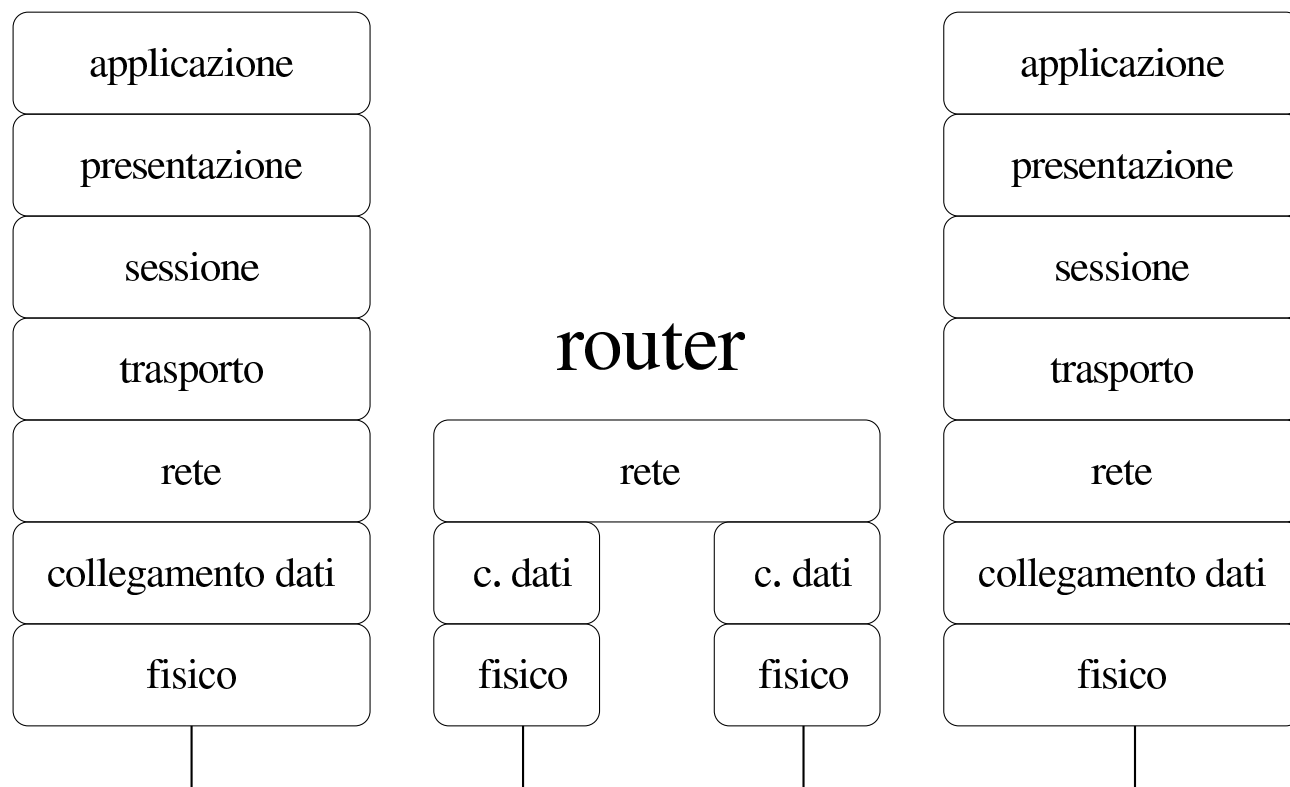 applicazione
presentazione
sessione
trasporto
rete
collegamento dati
fisico
router
rete
c. dati
c. dati
fisico
fisico
applicazione
presentazione
sessione
trasporto
rete
collegamento dati
fisico